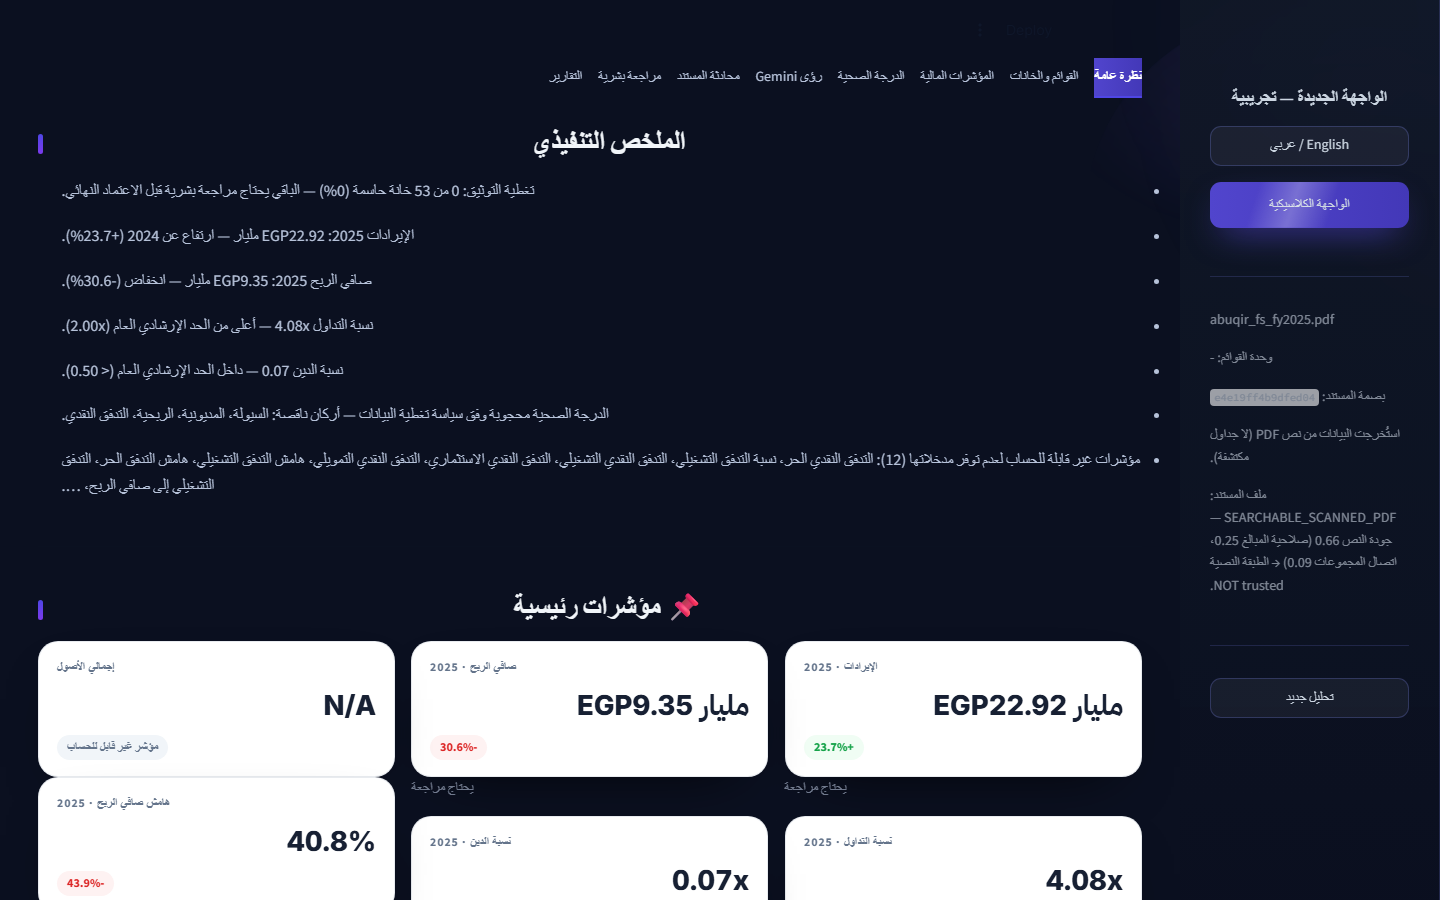 نظرة عامة
القوائم والخانات
المؤشرات المالية
الدرجة الصحية
رؤى Gemini
محادثة المستند
مراجعة بشرية
التقارير
الملخص التنفيذي
تغطية التوثيق: 0 من 53 خانة حاسمة (0%) — الباقي يحتاج مراجعة بشرية قبل الاعتماد النهائي.
الإيرادات 2025: EGP22.92 مليار — ارتفاع عن 2024 (+23.7%).
صافي الربح 2025: EGP9.35 مليار — انخفاض (-30.6%).
نسبة التداول 4.08x — أعلى من الحد الإرشادي العام (2.00x).
نسبة الدين 0.07 — داخل الحد الإرشادي العام (< 0.50).
الدرجة الصحية محجوبة وفق سياسة تغطية البيانات — أركان ناقصة: السيولة، المديونية، الربحية، التدفق النقدي.
مؤشرات غير قابلة للحساب لعدم توفر مدخلاتها (12): التدفق النقدي الحر، نسبة التدفق التشغيلي، التدفق النقدي التشغيلي، التدفق النقدي الاستثماري، التدفق النقدي التمويلي، هامش التدفق التشغيلي، هامش التدفق الحر، التدفق
التشغيلي إلى صافي الربح، ….
📌 مؤشرات رئيسية
الإيرادات · 2025
EGP22.92 مليار
+23.7%
يحتاج مراجعة
صافي الربح · 2025
EGP9.35 مليار
-30.6%
يحتاج مراجعة
إجمالي الأصول
N/A
مؤشر غير قابل للحساب
نسبة التداول · 2025
4.08x
نسبة الدين · 2025
0.07x
هامش صافي الربح · 2025
40.8%
-43.9%
الواجهة الجديدة — تجريبية
عربي / English
الواجهة الكلاسيكية
abuqir_fs_fy2025.pdf
وحدة القوائم: -
بصمة المستند: e4e19ff4b9dfed04
استُخرجت البيانات من نص PDF (لا جداول
مكتشفة).
ملف المستند:
SEARCHABLE_SCANNED_PDF —
جودة النص 0.66 (صلاحية المبالغ 0.25،
اتصال المجموعات 0.09) → الطبقة النصية
NOT trusted.
تحليل جديد